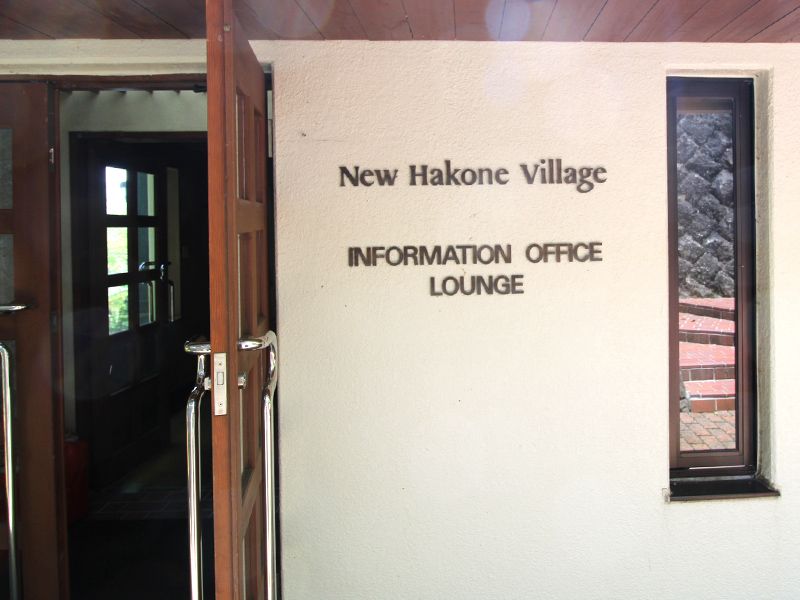 New Hakone Village
INFORMATION OFFICE
LOUNGE